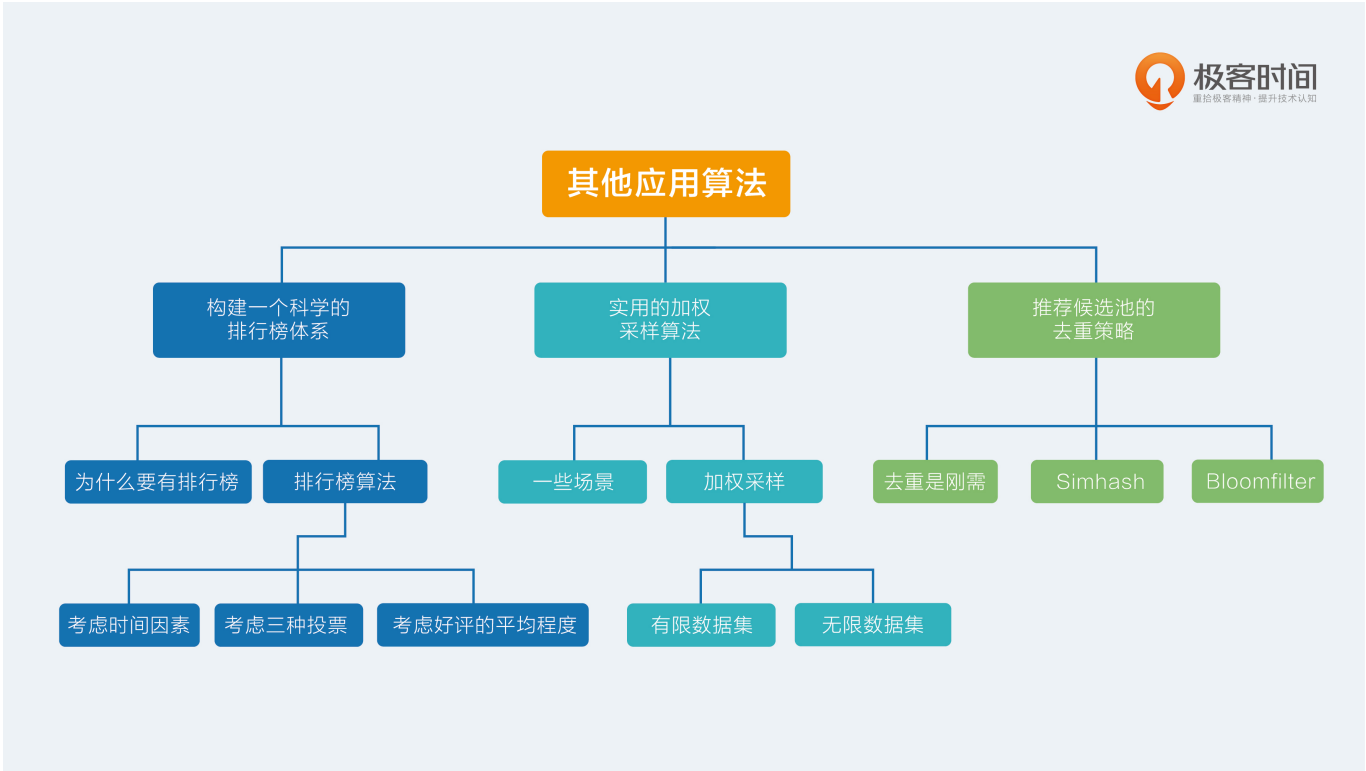 极客时间
重拾极客精神·提升技术认知
其他应用算法
构建一个科学的
排行榜体系
实用的加权
采样算法
推荐候选池的
去重策略
为什么要有排行榜
排行榜算法
一些场景
加权采样
去重是刚需
Simhash
Bloomfilter
考虑时间因素
考虑三种投票
考虑好评的平均程度
有限数据集
无限数据集